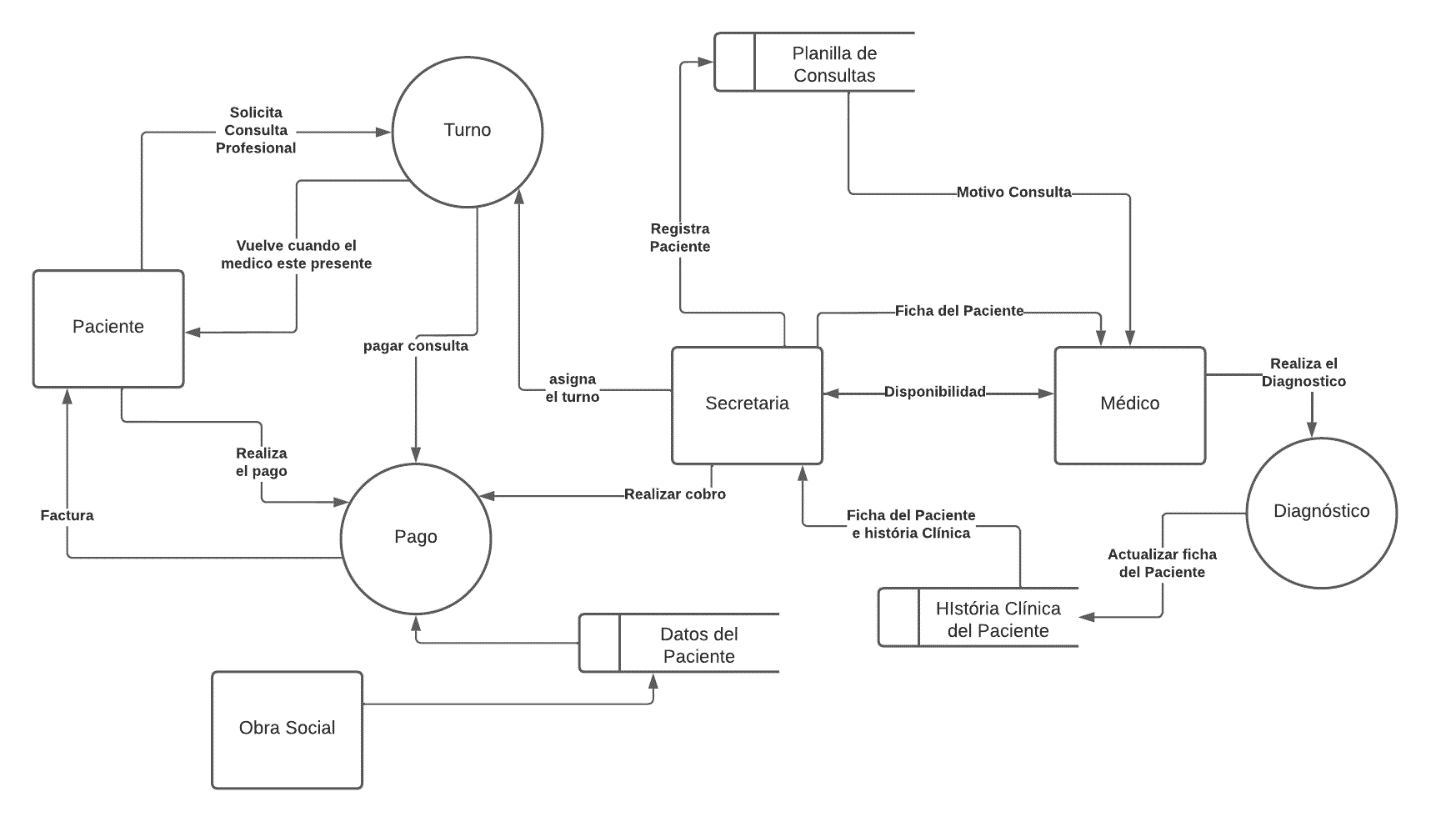 Planilla de
Consultas
Solicita
Consulta
Profesional
Turno
Motivo Consulta
Registra
Paciente
Vuelve cuando el
medico este presente
Ficha del Paciente
Paciente
pagar consulta
asigna
el turno
Secretaria
Disponibilidad
Médico
Realiza el
Diagnostico
Realiza
el pago
Realizar cobro
Factura
Pago
Ficha del Paciente
e história Clínica
Diagnóstico
Actualizar ficha
del Paciente
HIstória Clínica
del Paciente
Datos del
Paciente
Obra Social